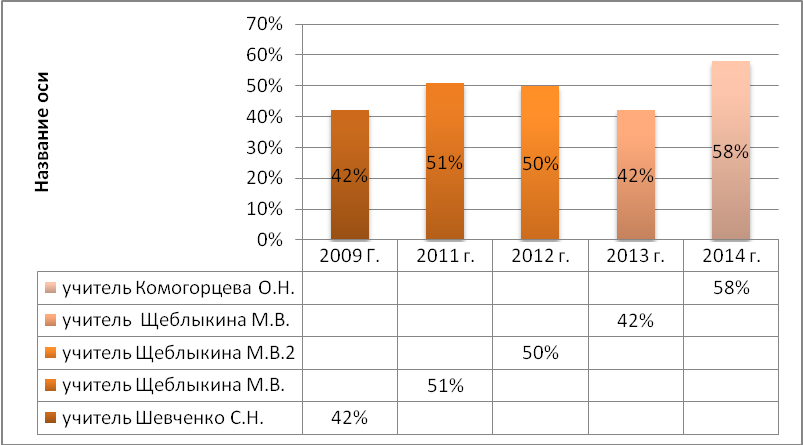 70%
60%
50%
40%
30%
20%
10%
0%
Название оси
42%
51%
50%
42%
58%
2009 Г. 2011 г. 2012 г. 2013 г. 2014 г.
учитель Комогорцева О.Н. 58%
учитель Щеблыкина М.В. 42%
учитель Щеблыкина М.В.2 50%
учитель Щеблыкина М.В. 51%
учитель Шевченко С.Н. 42%